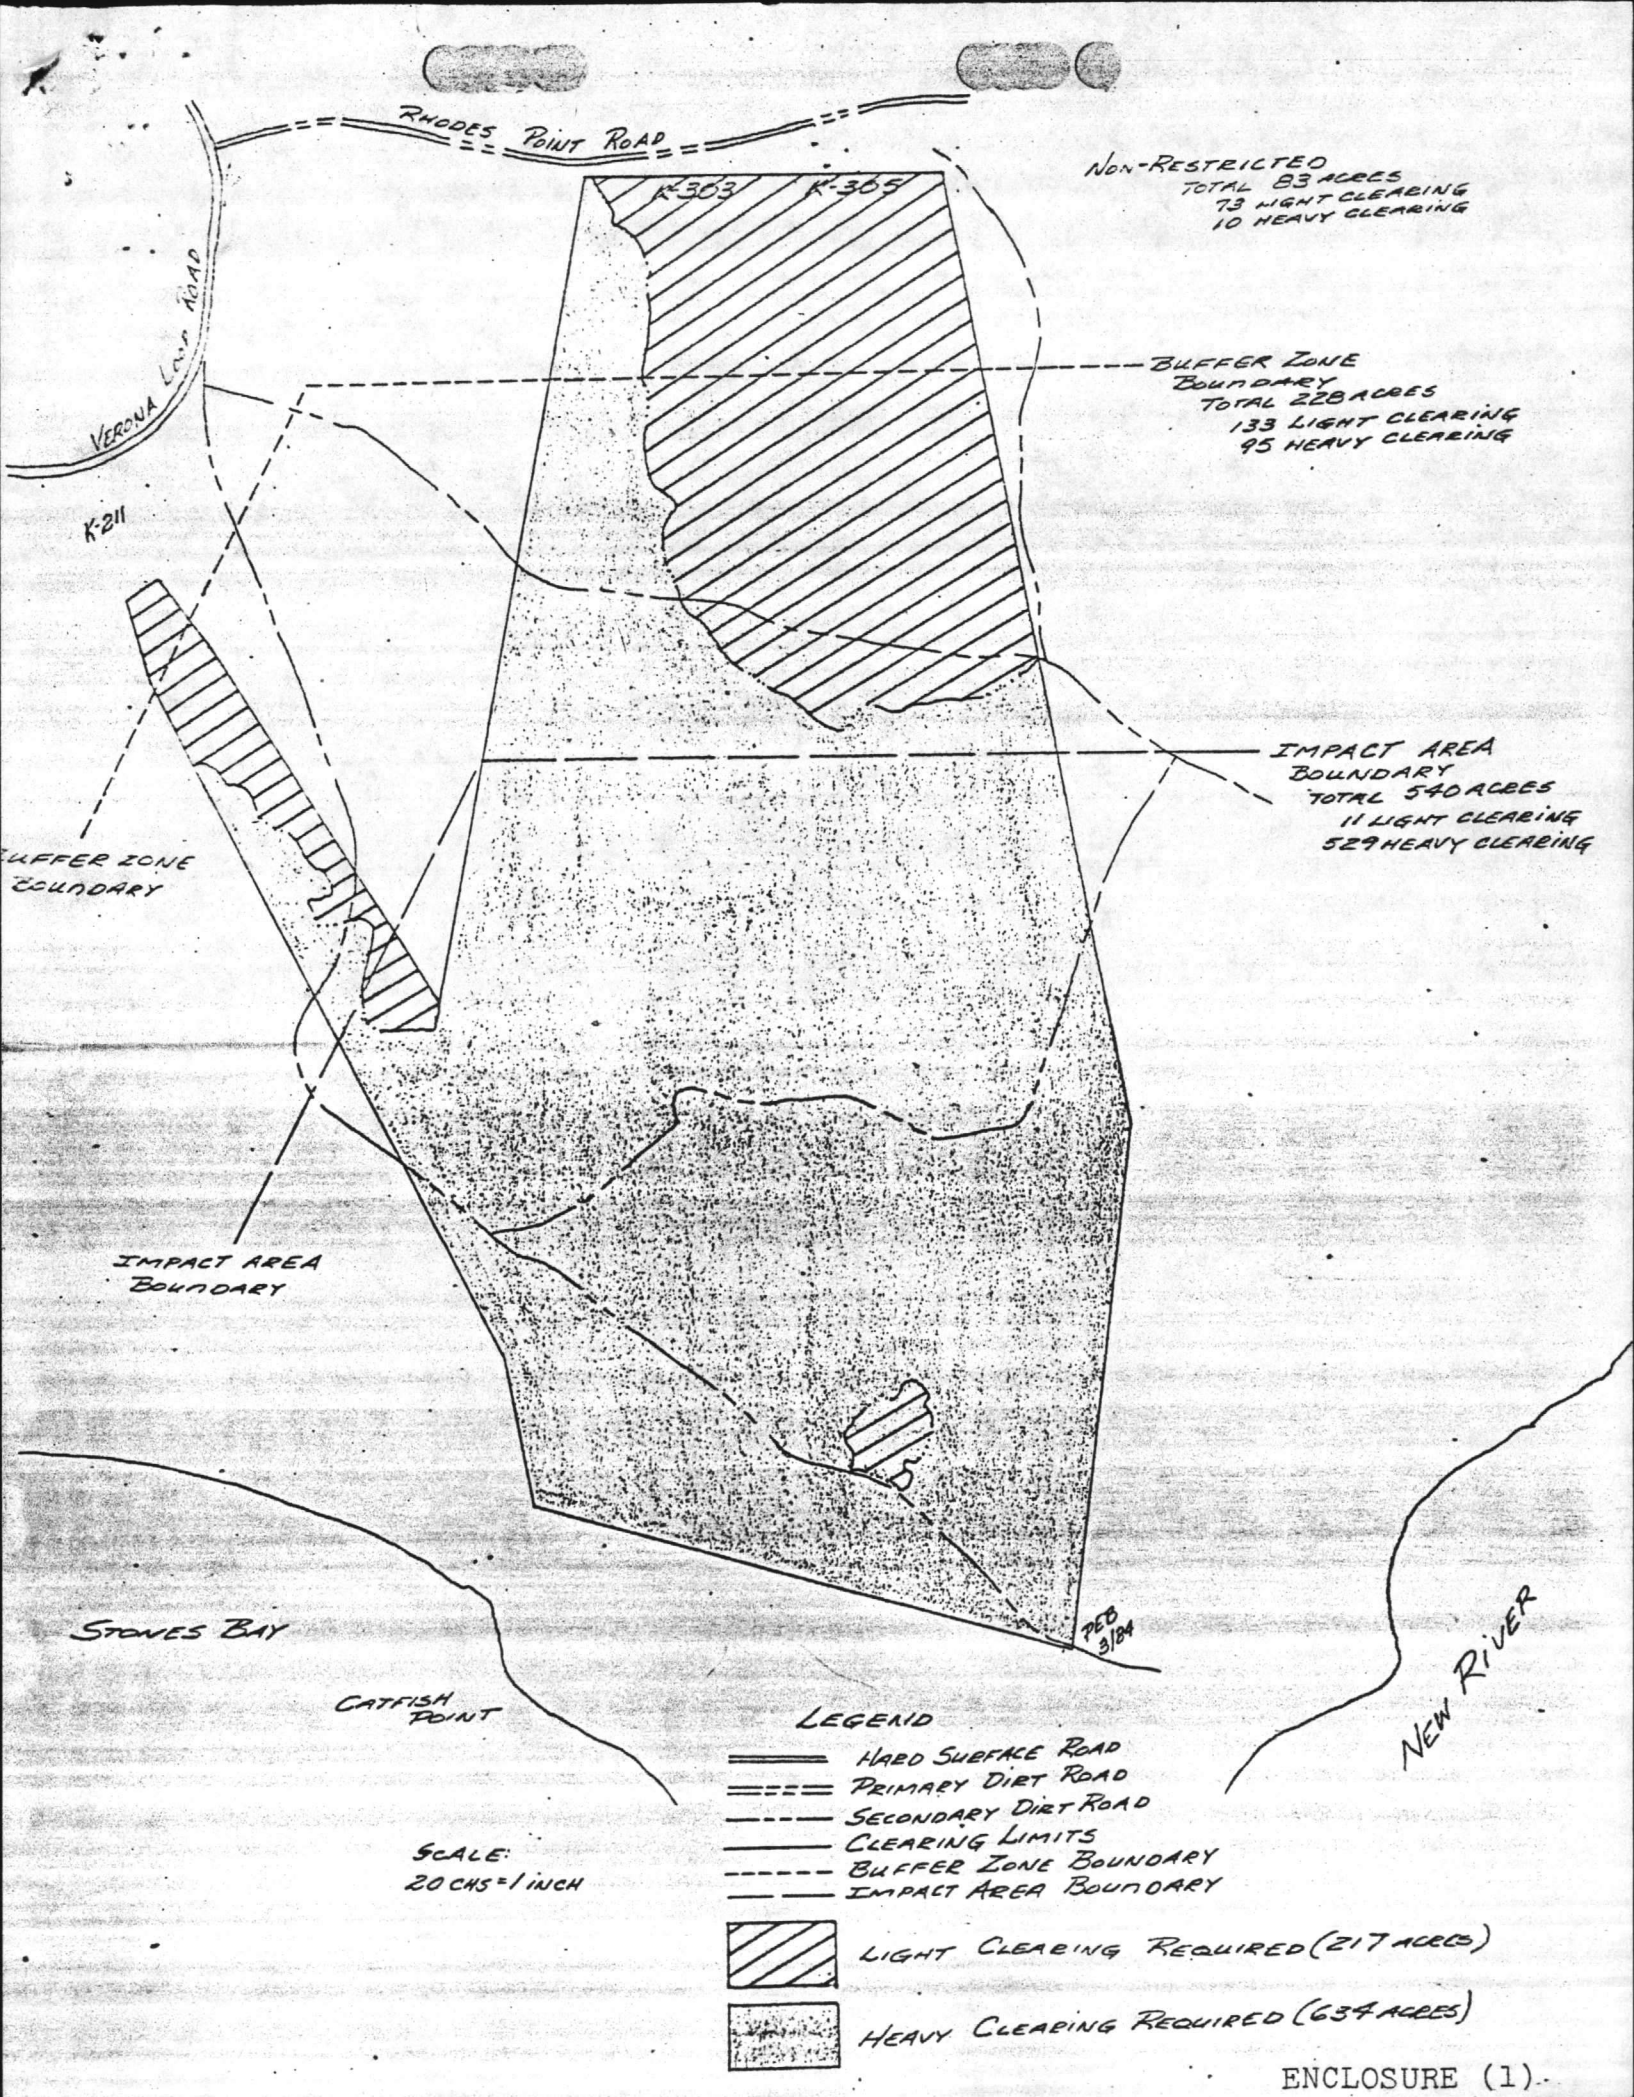 RHODES POINT ROAD
K-303 K-305
NON-RESTRICTED
TOTAL 83 ACRES
73 LIGHT CLEARING
10 HEAVY CLEARING
VERONA LOOP ROAD
BUFFER ZONE
BOUNDARY
TOTAL 228 ACRES
133 LIGHT CLEARING
95 HEAVY CLEARING
K-211
IMPACT AREA
BOUNDARY
TOTAL 540 ACRES
11 LIGHT CLEARING
529 HEAVY CLEARING
BUFFER ZONE
BOUNDARY
IMPACT AREA
BOUNDARY
PEB
3/84
STONES BAY
NEW RIVER
CATFISH
POINT
LEGEND
HARD SURFACE ROAD
PRIMARY DIRT ROAD
SECONDARY DIRT ROAD
CLEARING LIMITS
BUFFER ZONE BOUNDARY
IMPACT AREA BOUNDARY
SCALE:
20 CHS = 1 INCH
LIGHT CLEARING REQUIRED (217 ACRES)
HEAVY CLEARING REQUIRED (634 ACRES)
ENCLOSURE (1)